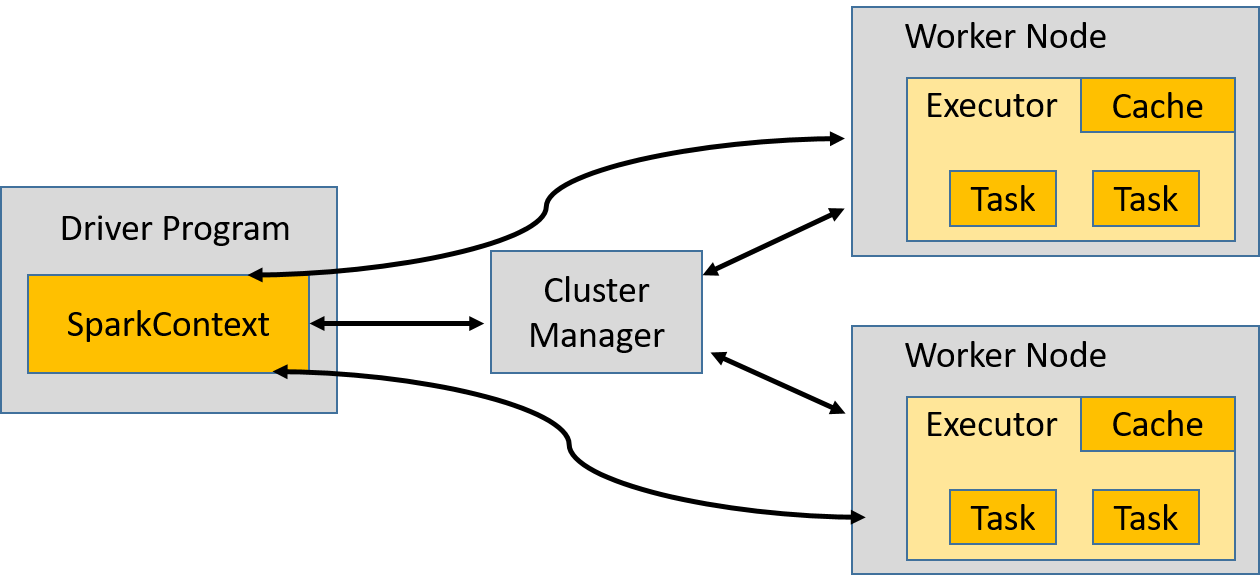 Driver Program
SparkContext
Cluster
Manager
Worker Node
Executor
Cache
Task
Task
Worker Node
Executor
Cache
Task
Task